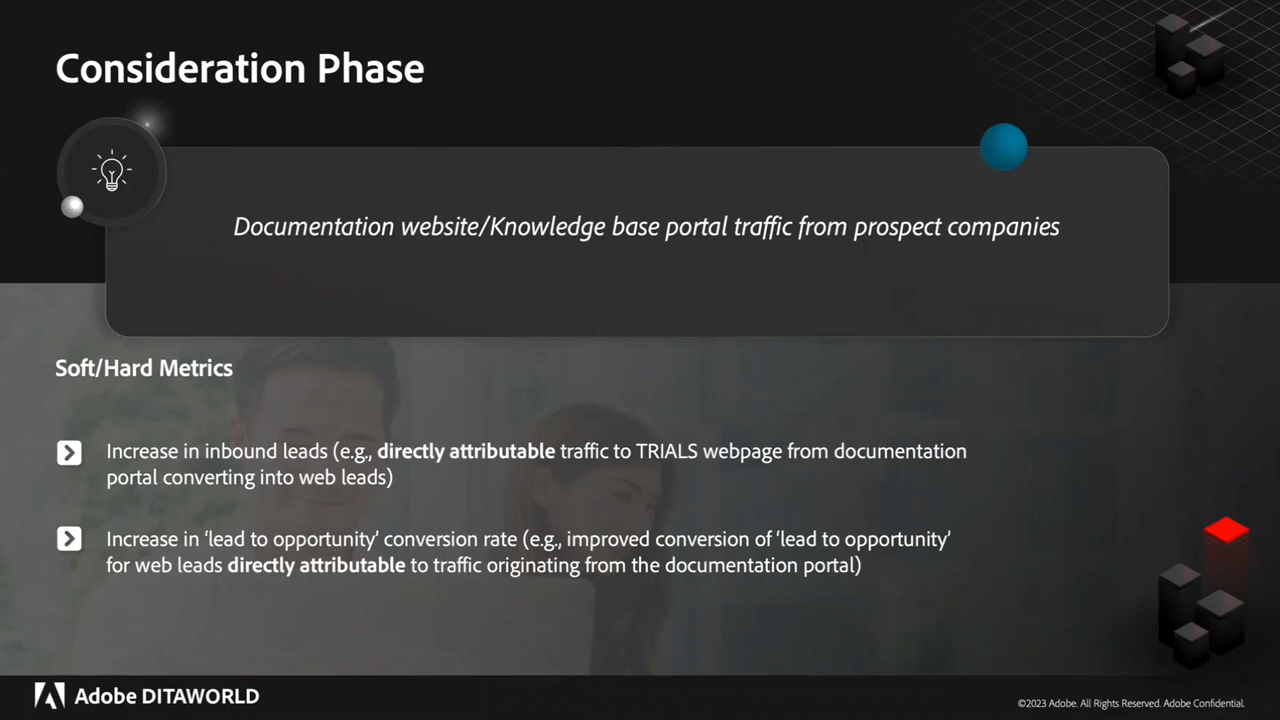 Consideration Phase
Documentation website/Knowledge base portal traffic from prospect companies
Soft/Hard Metrics
Increase in inbound leads (e.g., directly attributable traffic to TRIALS webpage from documentation
portal converting into web leads)
Increase in ‘lead to opportunity’ conversion rate (e.g., improved conversion of ‘lead to opportunity’
for web leads directly attributable to traffic originating from the documentation portal)
Adobe DITAWORLD
©2023 Adobe. All Rights Reserved. Adobe Confidential.